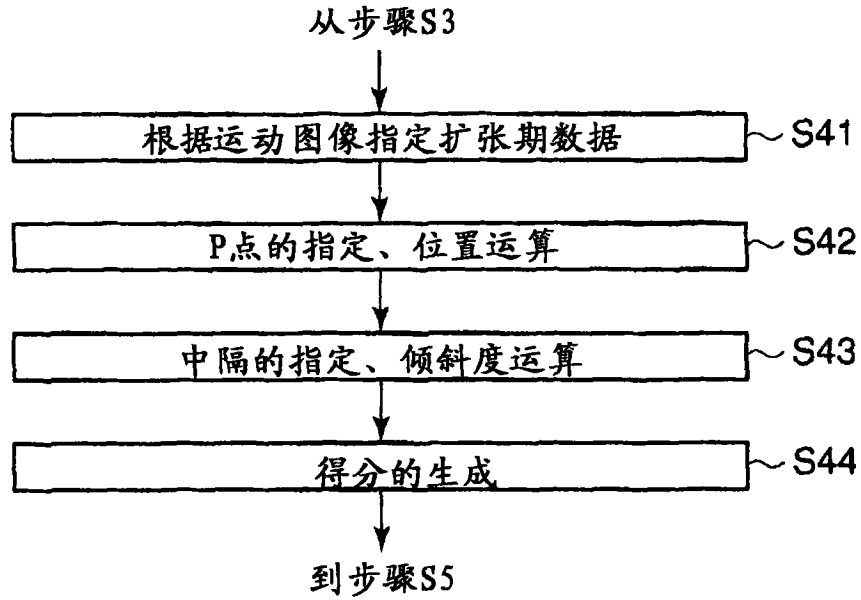 从步骤S3
根据运动图像指定扩张期数据 S41
P点的指定、位置运算 S42
中隔的指定、倾斜度运算 S43
得分的生成 S44
到步骤S5